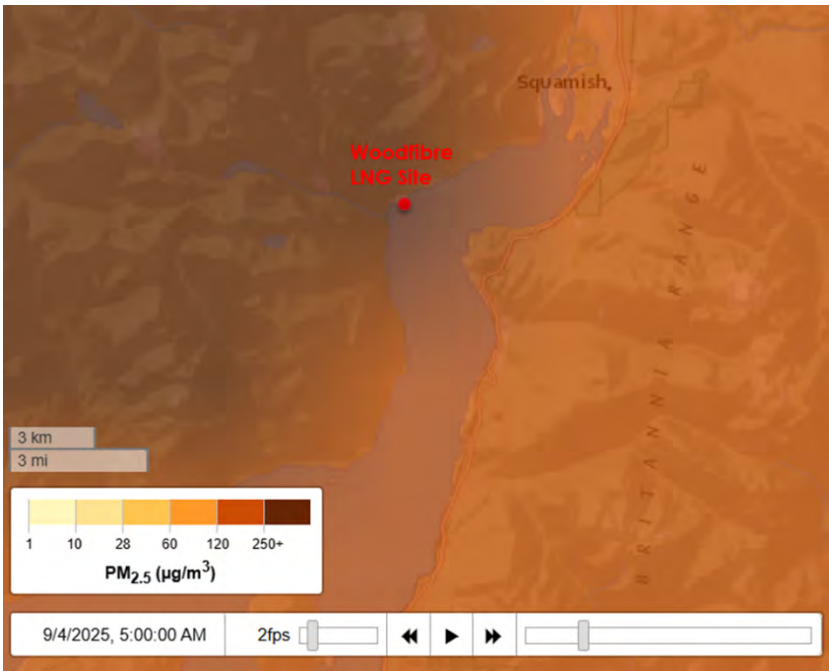 Squamish
Woodfibre
LNG Site
BRITANNIA RANGE
3 km
3 mi
1 10 28 60 120 250+
PM2.5 (µg/m3)
9/4/2025, 5:00:00 AM 2fps